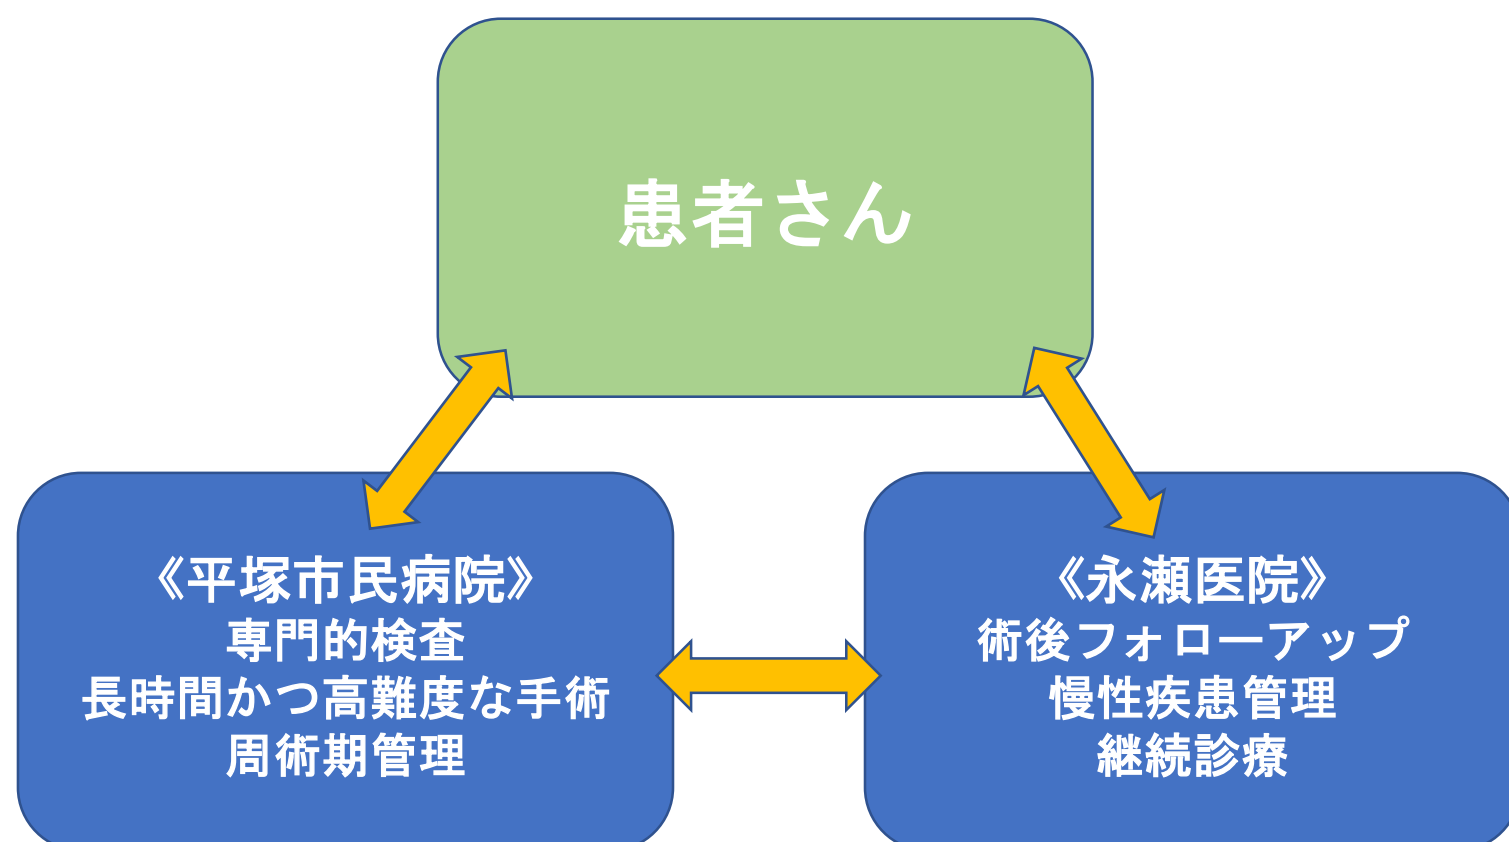 患者さん
《平塚市民病院》
専門的検査
長時間かつ高難度な手術
周術期管理
《永瀬医院》
術後フォローアップ
慢性疾患管理
継続診療